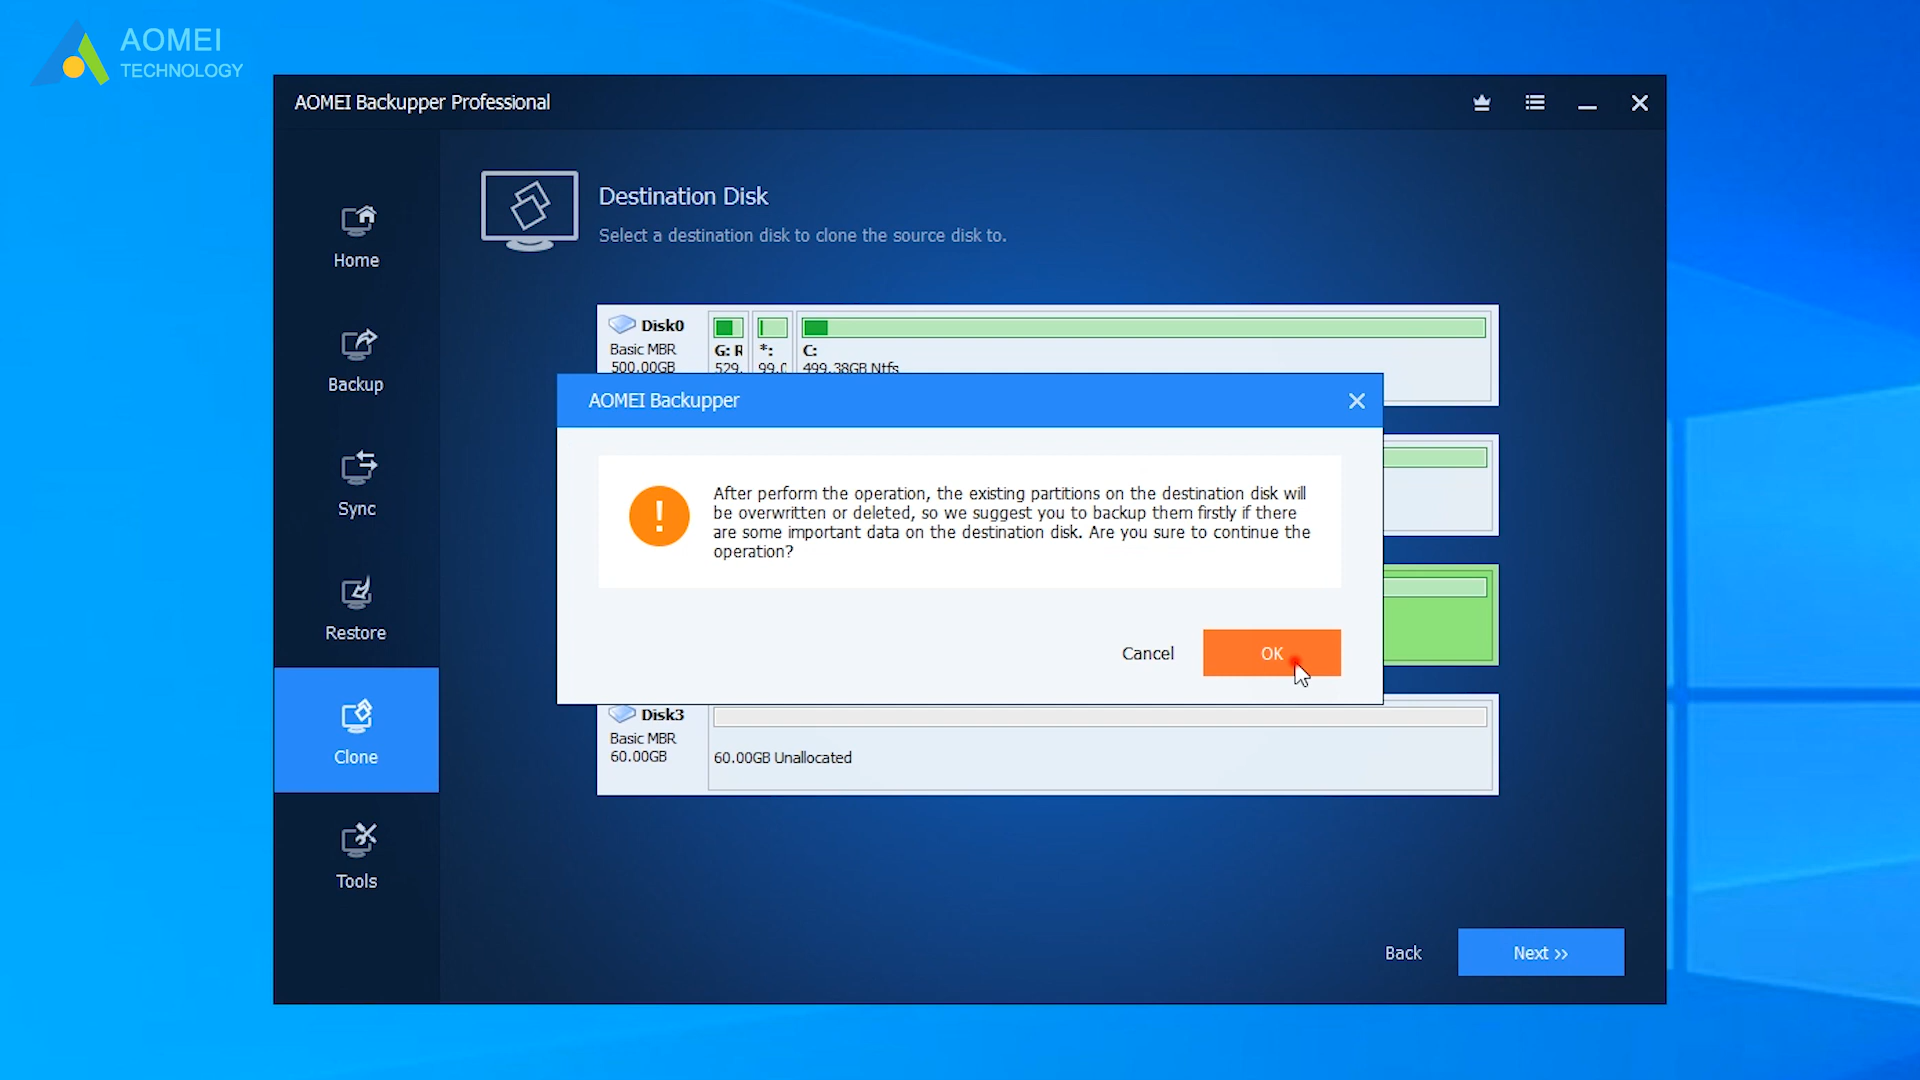 AOMEI
TECHNOLOGY
AOMEI Backupper Professional
Destination Disk
Select a destination disk to clone the source disk to.
Home
Backup
Sync
Restore
Clone
Tools
Disk0
Basic MBR
500.00GB
G: R
529.
*:
99.0
C:
499.38GB Ntfs
AOMEI Backupper
After perform the operation, the existing partitions on the destination disk will
be overwritten or deleted, so we suggest you to backup them firstly if there
are some important data on the destination disk. Are you sure to continue the
operation?
Cancel
OK
Disk3
Basic MBR
60.00GB
60.00GB Unallocated
Back
Next >>